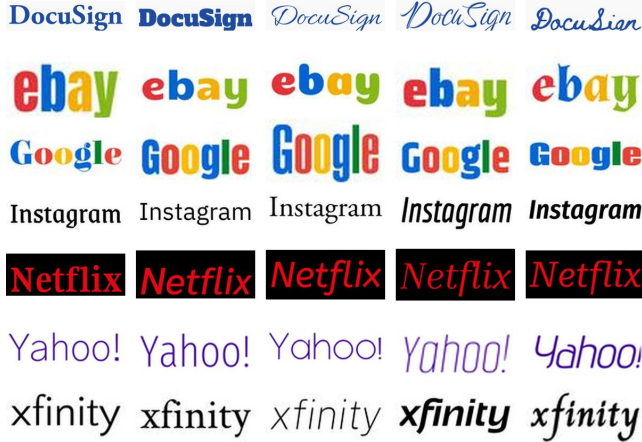 DocuSign DocuSign DocuSign DocuSign DocuSign
ebay ebay ebay ebay ebay
Google Google Google Google Google
Instagram Instagram Instagram Instagram Instagram
Netflix Netflix Netflix Netflix Netflix
Yahoo! Yahoo! Yahoo! Yahoo! Yahoo!
xfinity xfinity xfinity xfinity xfinity